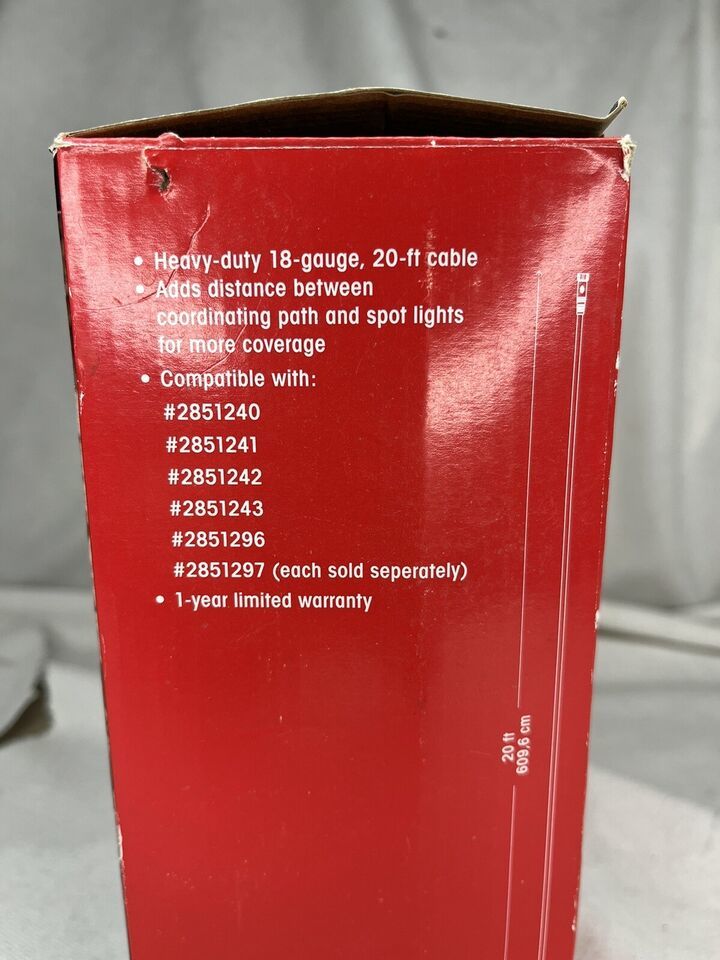 • Heavy-duty 18-gauge, 20-ft cable
• Adds distance between
coordinating path and spot lights
for more coverage
• Compatible with:
#2851240
#2851241
#2851242
#2851243
#2851296
#2851297 (each sold seperately)
• 1-year limited warranty
20 ft
609,6 cm